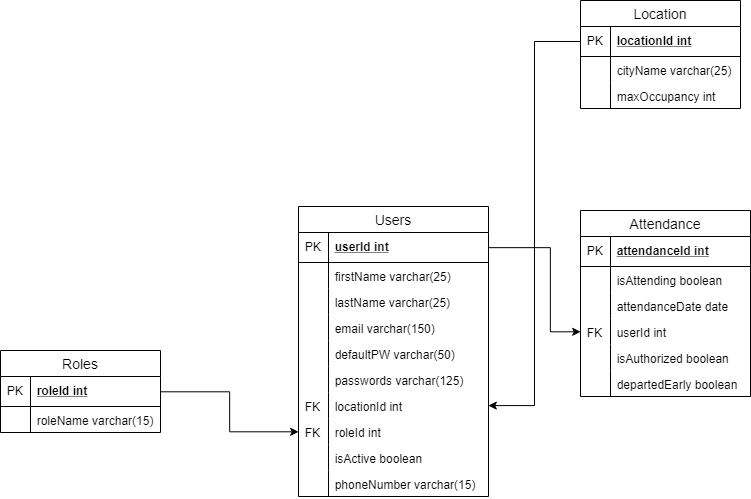 Location
PK locationId int
cityName varchar(25)
maxOccupancy int
Users
PK userId int
firstName varchar(25)
lastName varchar(25)
email varchar(150)
defaultPW varchar(50)
passwords varchar(125)
FK locationId int
FK roleId int
isActive boolean
phoneNumber varchar(15)
Attendance
PK attendanceId int
isAttending boolean
attendanceDate date
FK userId int
isAuthorized boolean
departedEarly boolean
Roles
PK roleId int
roleName varchar(15)